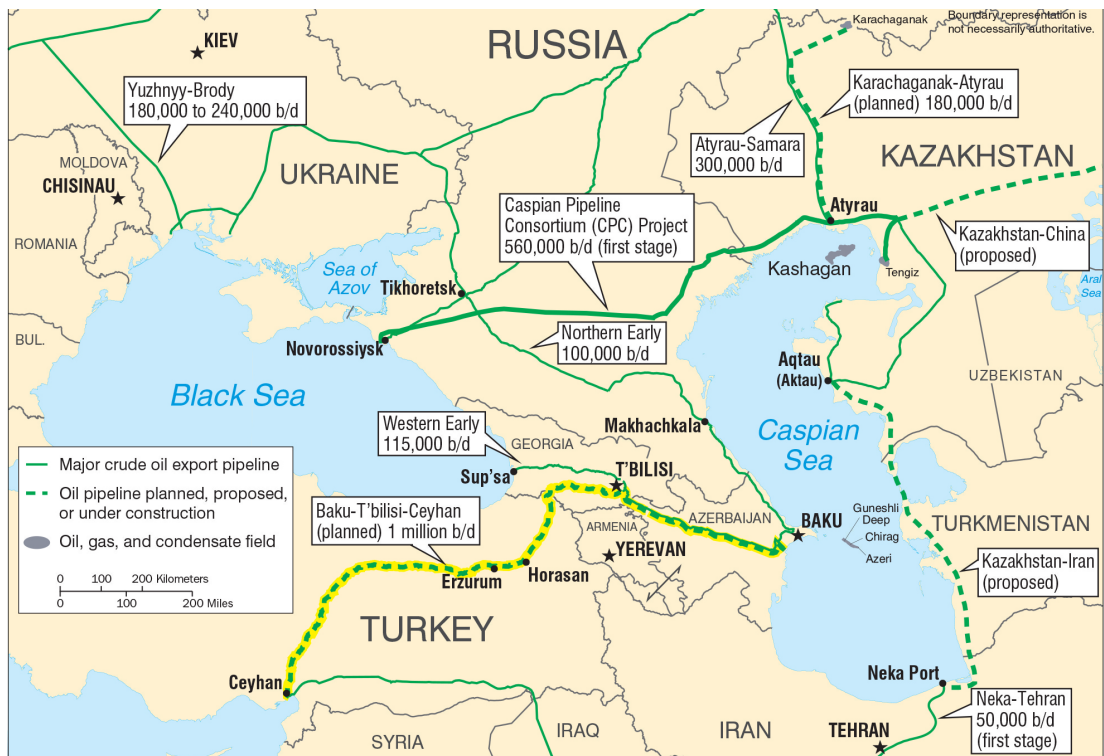 Karachaganak
Boundary representation is
not necessarily authoritative.
KIEV
RUSSIA
Yuzhnyy-Brody
180,000 to 240,000 b/d
Karachaganak-Atyrau
(planned) 180,000 b/d
Atyrau-Samara
300,000 b/d
KAZAKHSTAN
MOLDOVA
CHISINAU
UKRAINE
Caspian Pipeline
Consortium (CPC) Project
560,000 b/d (first stage)
Atyrau
Kazakhstan-China
(proposed)
ROMANIA
Sea of
Azov
Tikhoretsk
Kashagan
Tengiz
Aral
Sea
BUL.
Novorossiysk
Northern Early
100,000 b/d
Aqtau
(Aktau)
UZBEKISTAN
Black Sea
Western Early
115,000 b/d
GEORGIA
Makhachkala
Caspian
Sea
Major crude oil export pipeline
Oil pipeline planned, proposed,
or under construction
Oil, gas, and condensate field
0 100 200 Kilometers
0 100 200 Miles
Sup'sa
T'BILISI
Baku-T'bilisi-Ceyhan
(planned) 1 million b/d
ARMENIA
AZERBAIJAN
BAKU
Guneshli
Deep
Chirag
Azeri
TURKMENISTAN
YEREVAN
Erzurum
Horasan
Kazakhstan-Iran
(proposed)
TURKEY
Ceyhan
Neka Port
Neka-Tehran
50,000 b/d
(first stage)
SYRIA
IRAQ
IRAN
TEHRAN